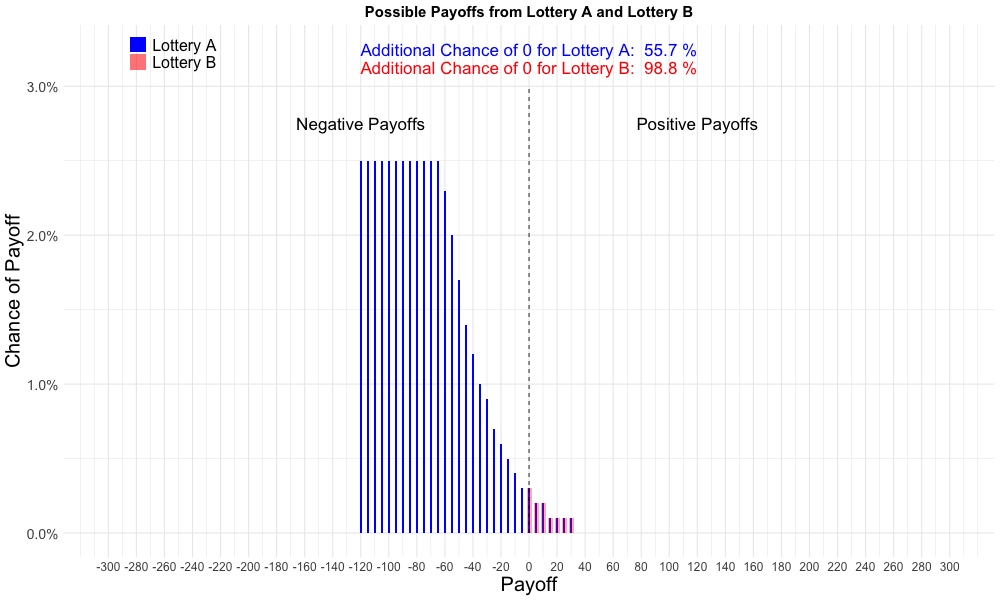 Possible Payoffs from Lottery A and Lottery B
Lottery A
Lottery B
Additional Chance of 0 for Lottery A: 55.7 %
Additional Chance of 0 for Lottery B: 98.8 %
Negative Payoffs
Positive Payoffs
Chance of Payoff
3.0%
2.0%
1.0%
0.0%
-300 -280 -260 -240 -220 -200 -180 -160 -140 -120 -100 -80 -60 -40 -20 0 20 40 60 80 100 120 140 160 180 200 220 240 260 280 300
Payoff